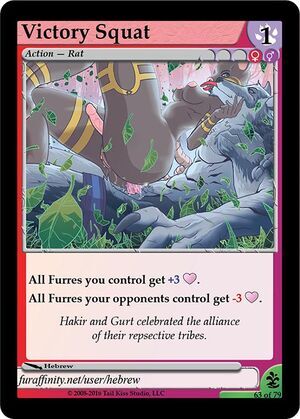 Victory Squat
1
Action — Rat
All Furres you control get +3 .
All Furres your opponents control get -3 .
Hakir and Gurt celebrated the alliance
of their repsective tribes.
Hebrew
furaffinity.net/user/hebrew
© 2008-2016 Tail Kiss Studio, LLC
63 of 79